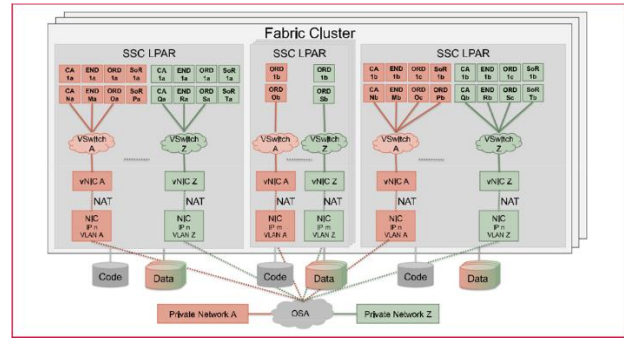 Fabric Cluster
SSC LPAR
SSC LPAR
SSC LPAR
CA 1a
END 1a
ORD 1a
SoR 1a
CA 1a
END 1a
ORD 1a
SoR 1a
ORD 1b
ORD 1b
CA 1b
END 1b
ORD 1c
SoR 1b
CA 1b
END 1b
ORD 1c
SoR 1b
CA Na
END Ma
ORD Oa
SoR Pa
CA Qa
END Ra
ORD Sa
SoR Ta
ORD Ob
ORD Sb
CA Nb
END Mb
ORD Oc
SoR Pb
CA Qb
END Rb
ORD Sc
SoR Tb
VSwitch A
VSwitch Z
VSwitch A
VSwitch Z
VSwitch A
VSwitch Z
vNIC A
vNIC Z
vNIC A
vNIC Z
vNIC A
vNIC Z
NAT
NAT
NAT
NAT
NAT
NAT
NIC
IP n
VLAN A
NIC
IP n
VLAN Z
NIC
IP m
VLAN A
NIC
IP m
VLAN Z
NIC
IP n
VLAN A
NIC
IP n
VLAN Z
Code
Data
Code
Data
Code
Data
Private Network A
OSA
Private Network Z